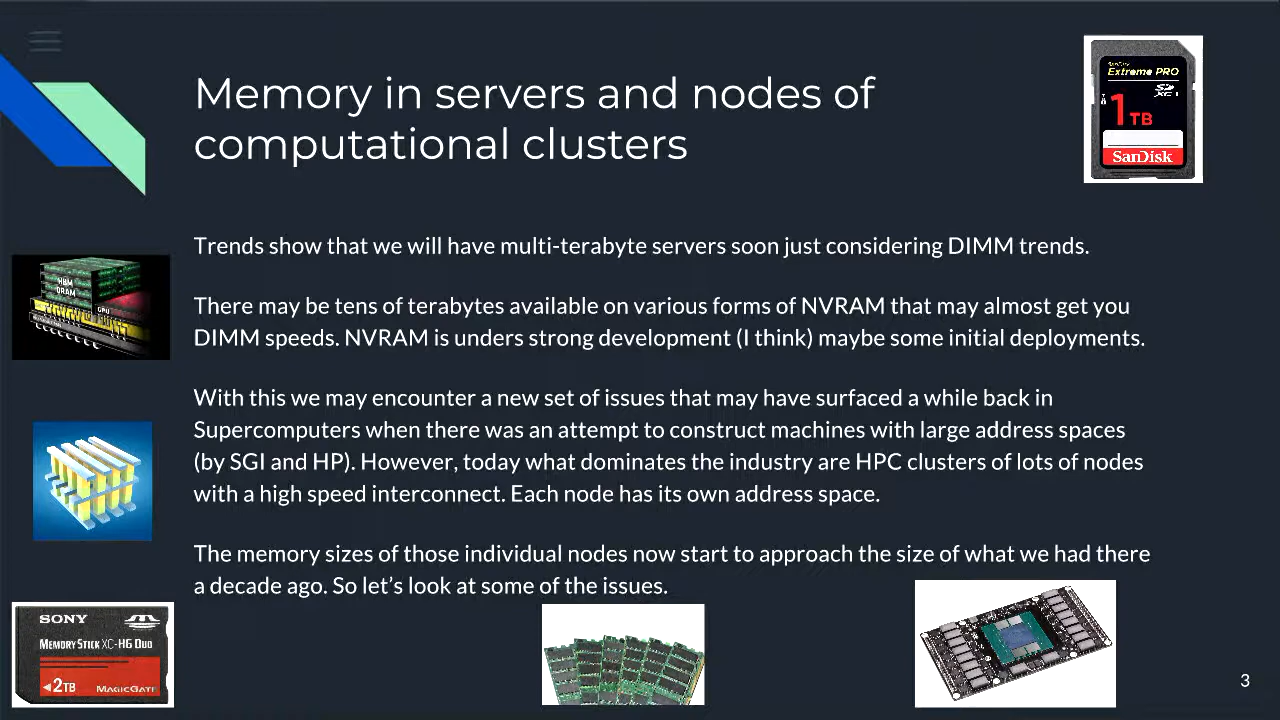 Memory in servers and nodes of
computational clusters
SanDisk
Extreme PRO
SD
XC I
1TB
SanDisk
Trends show that we will have multi-terabyte servers soon just considering DIMM trends.
HBM
DRAM
GPU
There may be tens of terabytes available on various forms of NVRAM that may almost get you
DIMM speeds. NVRAM is unders strong development (I think) maybe some initial deployments.
With this we may encounter a new set of issues that may have surfaced a while back in
Supercomputers when there was an attempt to construct machines with large address spaces
(by SGI and HP). However, today what dominates the industry are HPC clusters of lots of nodes
with a high speed interconnect. Each node has its own address space.
The memory sizes of those individual nodes now start to approach the size of what we had there
a decade ago. So let’s look at some of the issues.
SONY
MEMORY STICK XC-HG DUO
2TB MAGICGATE
3